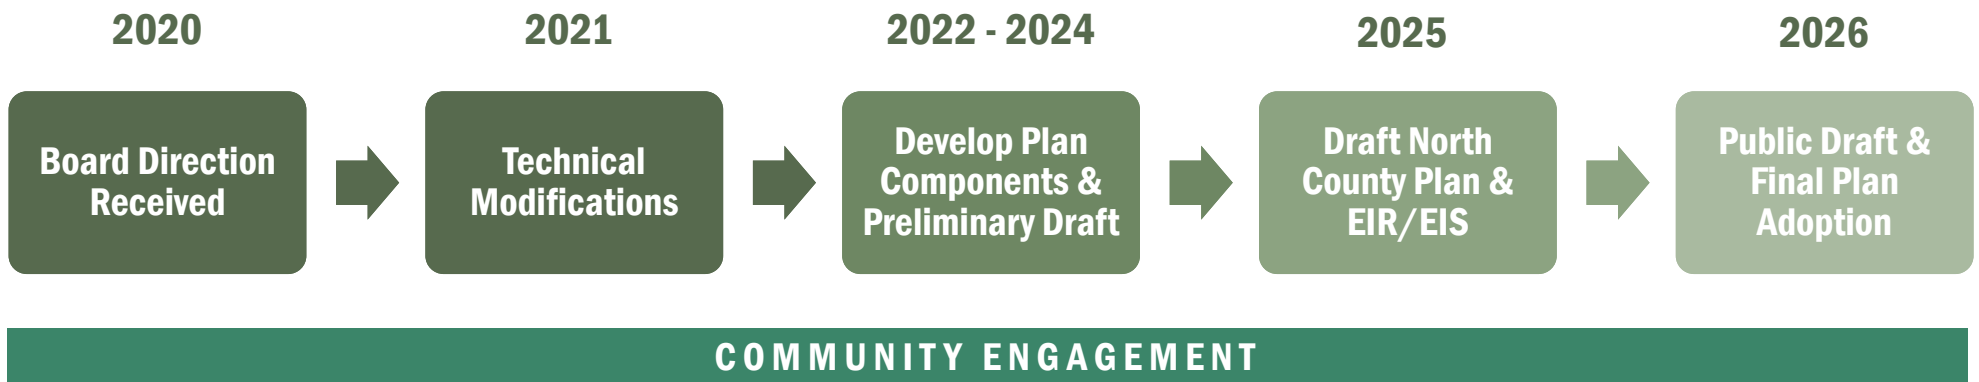 2020
2021
2022 - 2024
2025
2026
Board Direction
Received
Technical
Modifications
Develop Plan
Components &
Preliminary Draft
Draft North
County Plan &
EIR/EIS
Public Draft &
Final Plan
Adoption
COMMUNITY ENGAGEMENT